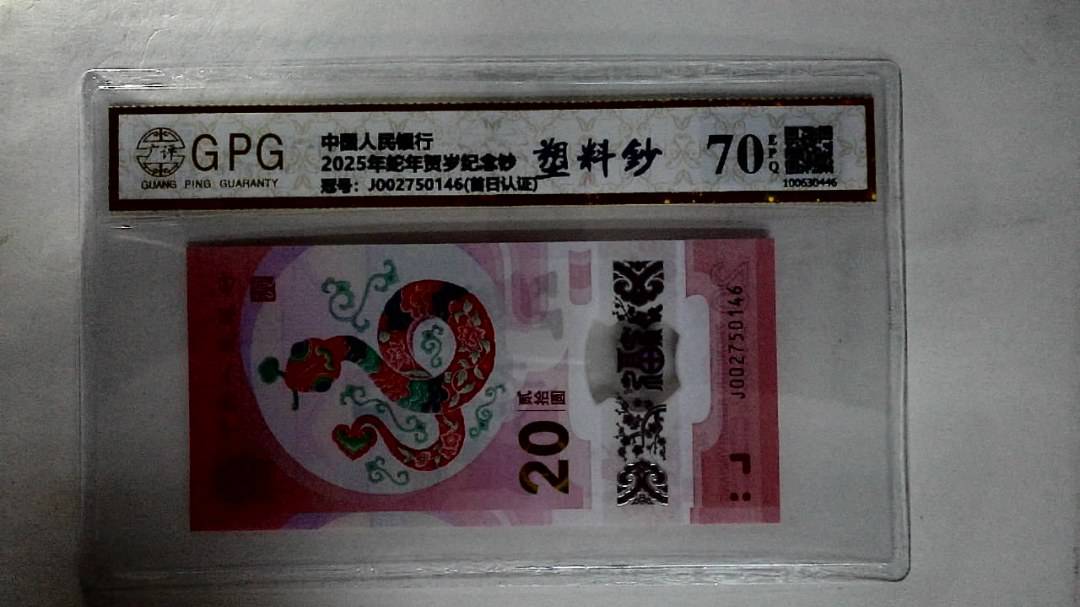 GPG
GUANG PING GUARANTY
中國人民银行
2025年蛇年贺岁纪念钞
冠号：J002750146(首日认证)
塑料钞
70
EPQ
100630446
贰拾圆
20
福
J002750146